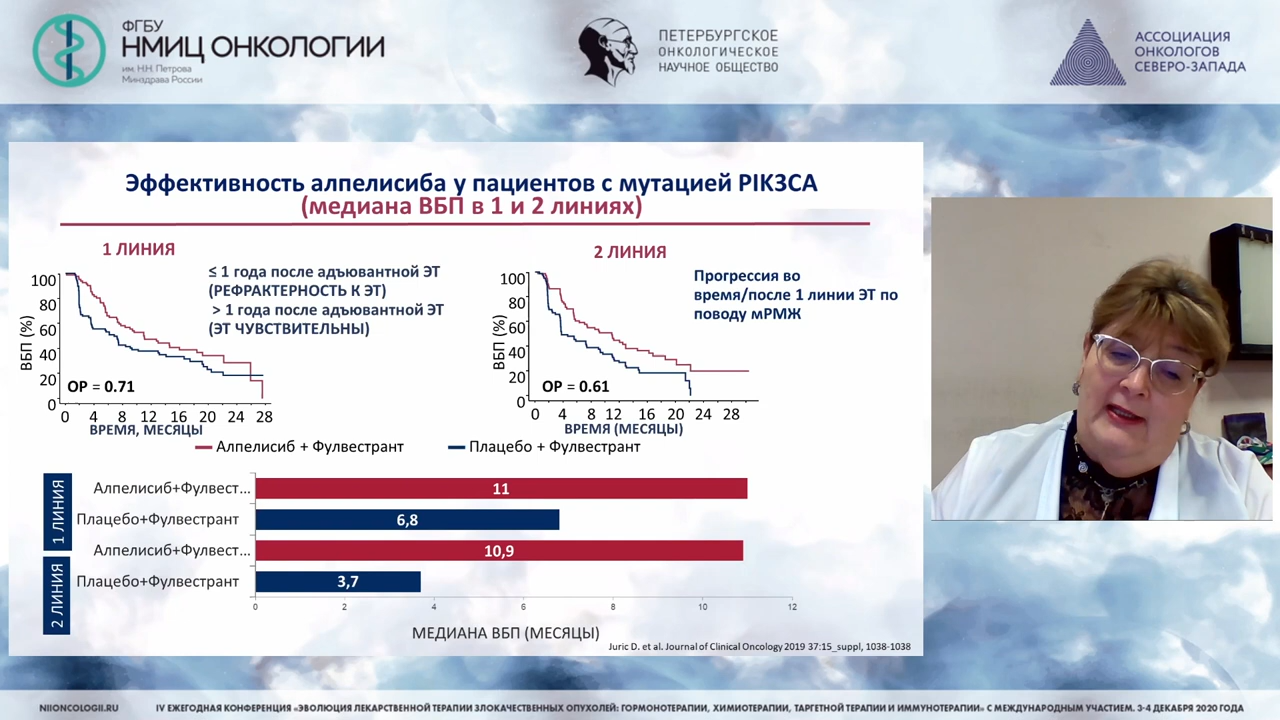 ФГБУ
НМИЦ ОНКОЛОГИИ
им. Н.Н. Петрова
Минздрава России
ПЕТЕРБУРГСКОЕ
ОНКОЛОГИЧЕСКОЕ
НАУЧНОЕ ОБЩЕСТВО
АССОЦИАЦИЯ
ОНКОЛОГОВ
СЕВЕРО-ЗАПАДА
Эффективность алпелисиба у пациентов с мутацией PIK3CA
(медиана ВБП в 1 и 2 линиях)
1 ЛИНИЯ
≤ 1 года после адъювантной ЭТ
(РЕФРАКТЕРНОСТЬ К ЭТ)
> 1 года после адъювантной ЭТ
(ЭТ ЧУВСТВИТЕЛЬНЫ)
ВБП (%)
100
80
60
40
20
0
ОР = 0.71
0 4 8 12 16 20 24 28
ВРЕМЯ, МЕСЯЦЫ
2 ЛИНИЯ
Прогрессия во
время/после 1 линии ЭТ по
поводу мРМЖ
ВБП (%)
100
80
60
40
20
0
ОР = 0.61
0 4 8 12 16 20 24 28
ВРЕМЯ (МЕСЯЦЫ)
Алпелисиб + Фулвестрант
Плацебо + Фулвестрант
1 ЛИНИЯ
Алпелисиб+Фулвест... 11
Плацебо+Фулвестрант 6,8
2 ЛИНИЯ
Алпелисиб+Фулвест... 10,9
Плацебо+Фулвестрант 3,7
0 2 4 6 8 10 12
МЕДИАНА ВБП (МЕСЯЦЫ)
Juric D. et al. Journal of Clinical Oncology 2019 37:15_suppl, 1038-1038
NIIONCOLOGII.RU
IV ЕЖЕГОДНАЯ КОНФЕРЕНЦИЯ «ЭВОЛЮЦИЯ ЛЕКАРСТВЕННОЙ ТЕРАПИИ ЗЛОКАЧЕСТВЕННЫХ ОПУХОЛЕЙ: ГОРМОНОТЕРАПИИ, ХИМИОТЕРАПИИ, ТАРГЕТНОЙ ТЕРАПИИ И ИММУНОТЕРАПИИ» С МЕЖДУНАРОДНЫМ УЧАСТИЕМ. 3-4 ДЕКАБРЯ 2020 ГОДА